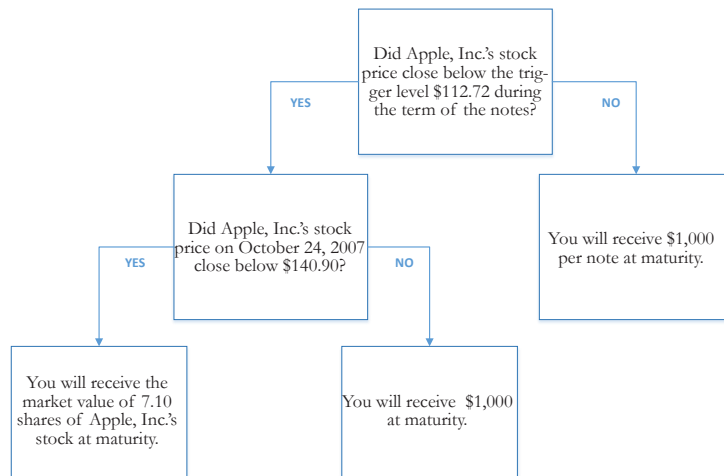 Did Apple, Inc.'s stock
price close below the trig-
ger level $112.72 during
the term of the notes?
YES
NO
Did Apple, Inc.'s stock
price on October 24, 2007
close below $140.90?
You will receive $1,000
per note at maturity.
YES
NO
You will receive the
market value of 7.10
shares of Apple, Inc.'s
stock at maturity.
You will receive $1,000
at maturity.